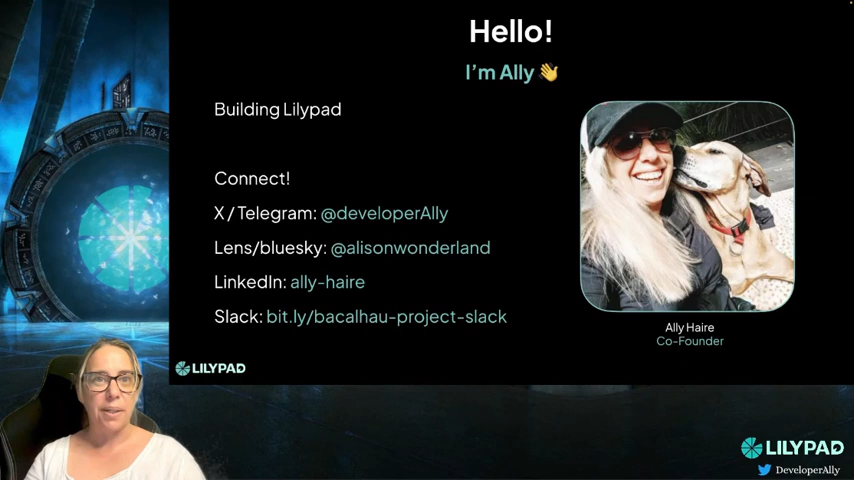 Hello!
I'm Ally 👋
Building Lilypad
Connect!
X / Telegram: @developerAlly
Lens/bluesky: @alisonwonderland
LinkedIn: ally-haire
Slack: bit.ly/bacalhau-project-slack
Ally Haire
Co-Founder
LILYPAD
LILYPAD
DeveloperAlly